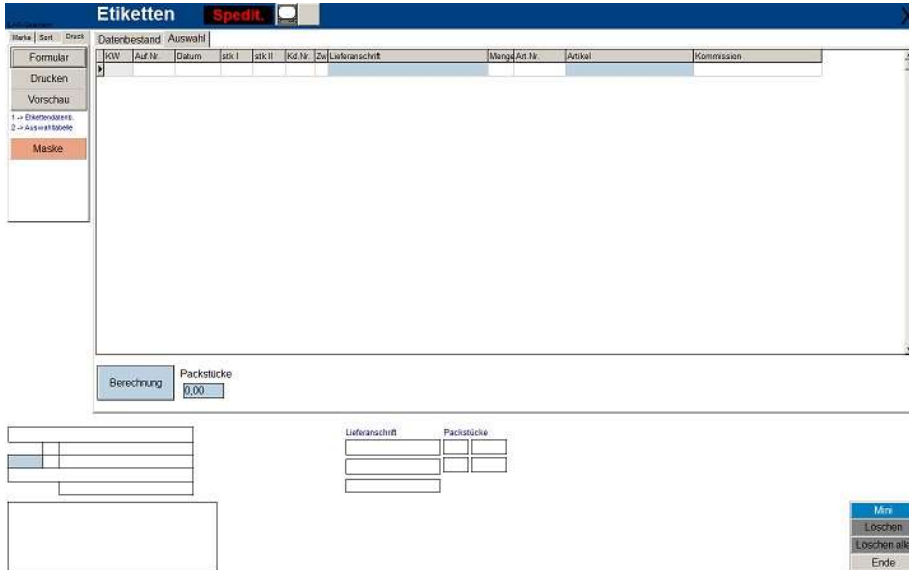 Etiketten Spedit.
Marke Sort Druck
Datenbestand Auswahl
KW Auf.Nr. Datum stk I stk II Kd.Nr. Zw Lieferanschrift Menge Art.Nr. Artikel Kommission
Formular
Drucken
Vorschau
1 -> Etikettendatenb.
2 -> Auswahltabelle
Maske
Berechnung
Packstücke
0,00
Lieferanschrift Packstücke
Mini
Löschen
Löschen alle
Ende